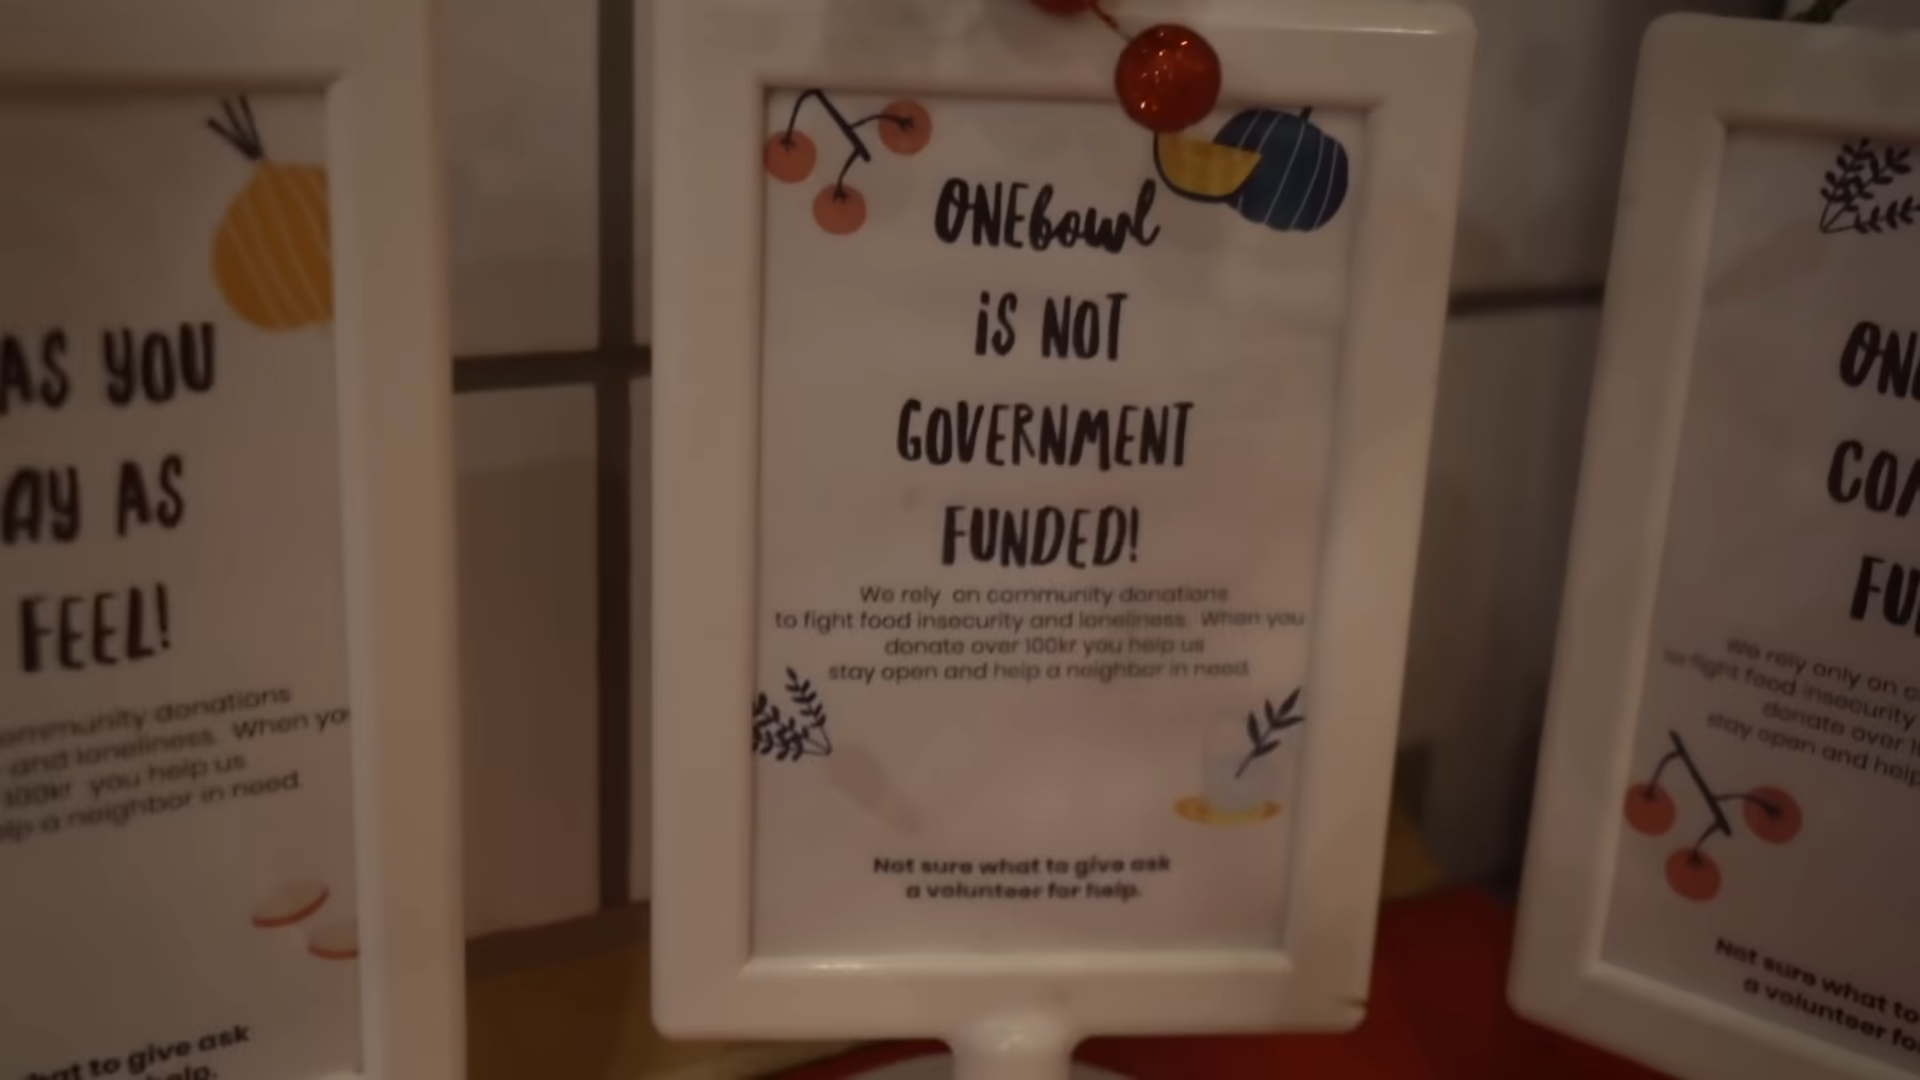 AS YOU
AY AS
FEEL!
ommunity donations
and loneliness. When yo
100kr you help us
elp a neighbor in need.
hat to give ask
elp.
ONEbowl
iS NOT
GOVERNMENT
FUNDED!
We rely on community donations
to fight food insecurity and loneliness. When you
donate over 100kr you help us
stay open and help a neighbor in need.
Not sure what to give ask
a volunteer for help.
ONE
CO
FU
We rely only on c
to fight food insecurity
donate over 1
stay open and help
Not sure what to
a volunteer fo